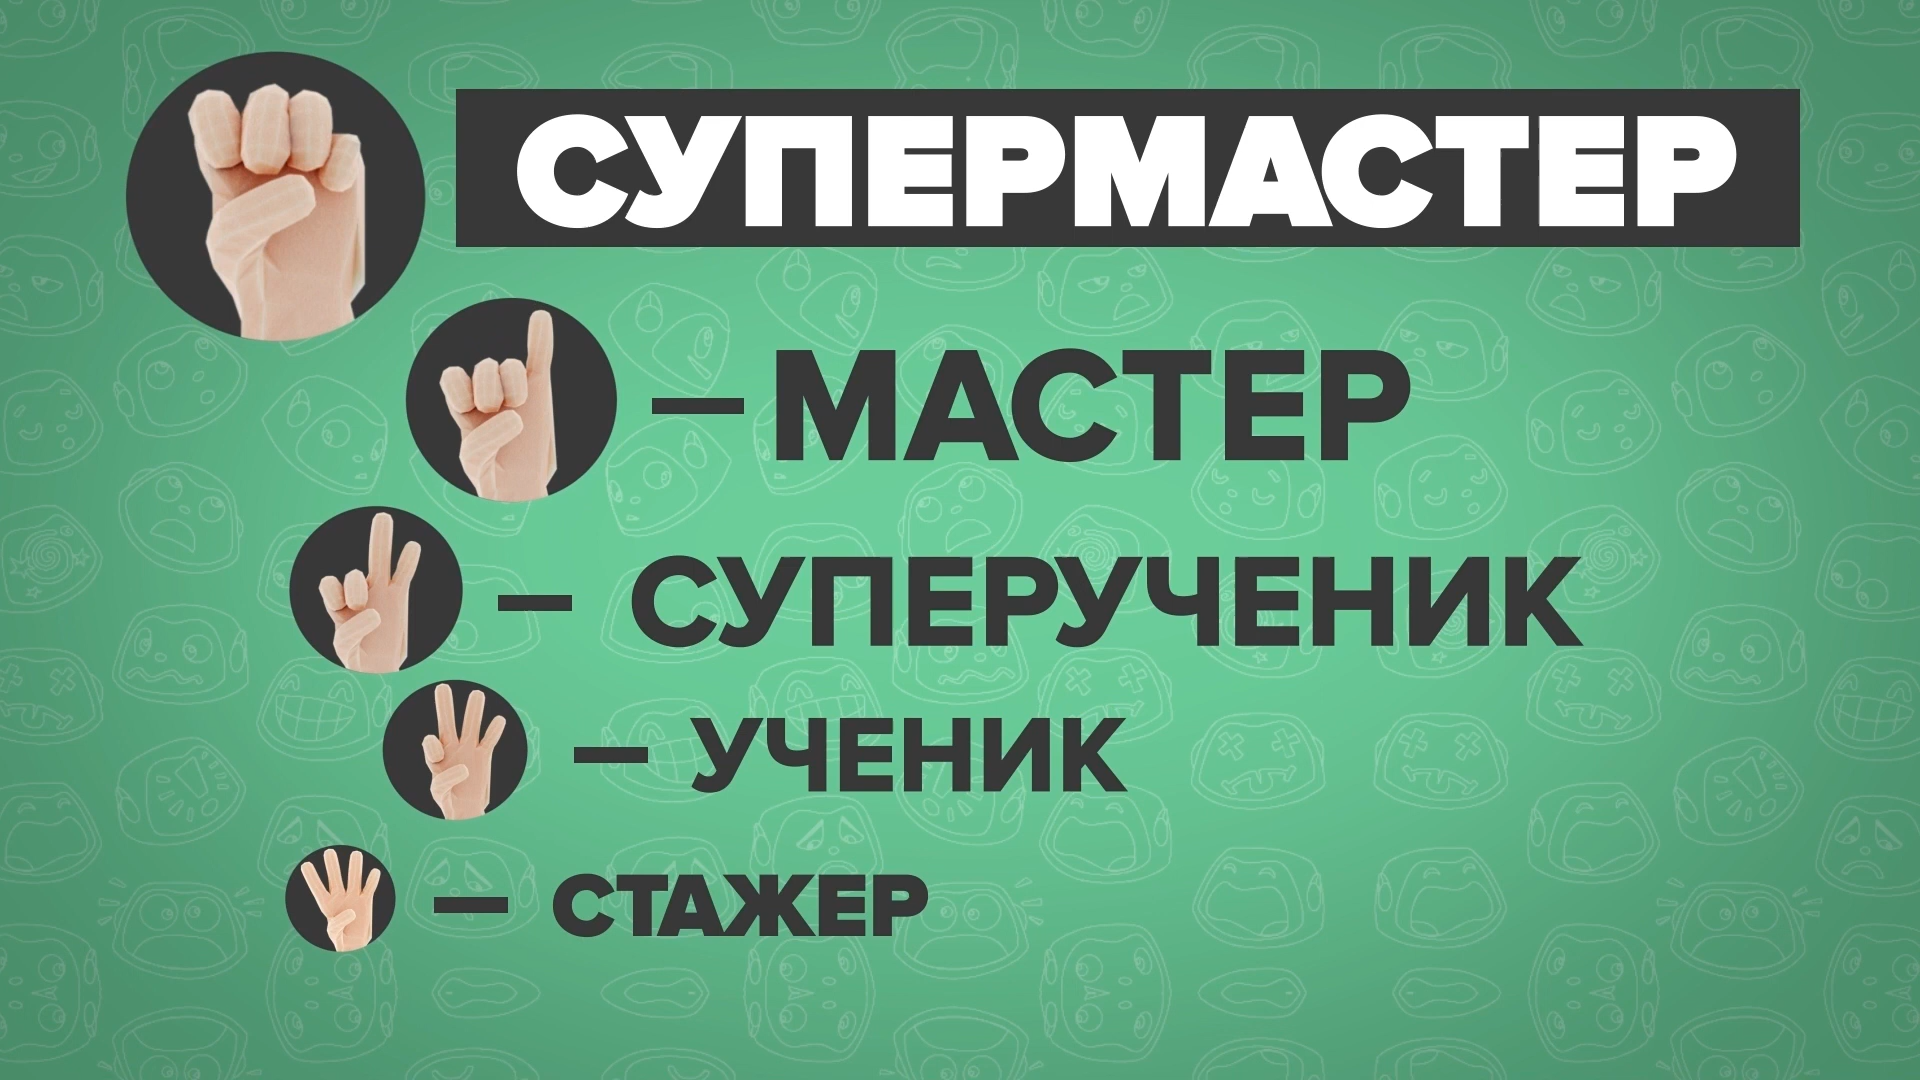 СУПЕРМАСТЕР
— МАСТЕР
— СУПЕРУЧЕНИК
— УЧЕНИК
— СТАЖЕР